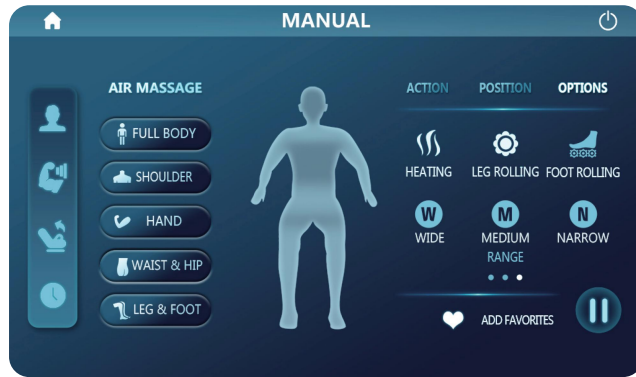 MANUAL
AIR MASSAGE
FULL BODY
SHOULDER
HAND
WAIST & HIP
LEG & FOOT
ACTION POSITION OPTIONS
HEATING LEG ROLLING FOOT ROLLING
W M N
WIDE MEDIUM NARROW
RANGE
ADD FAVORITES